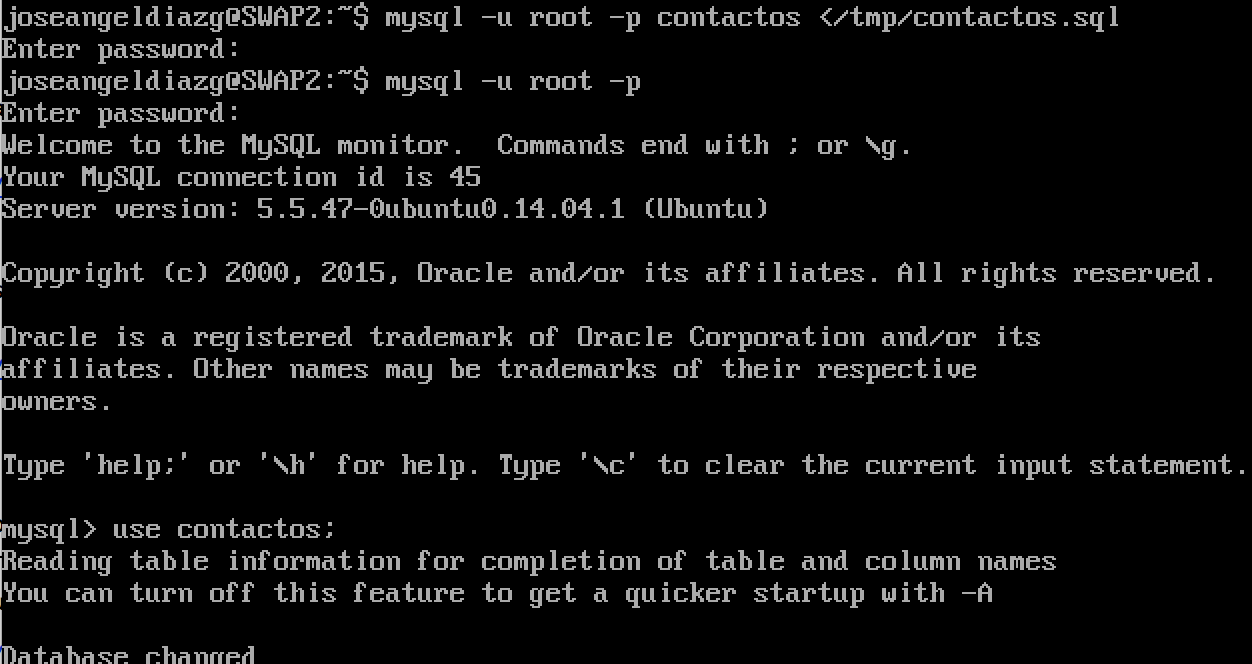 joseangeldiazg@SWAP2:~$ mysql -u root -p contactos </tmp/contactos.sql
Enter password:
joseangeldiazg@SWAP2:~$ mysql -u root -p
Enter password:
Welcome to the MySQL monitor.  Commands end with ; or \g.
Your MySQL connection id is 45
Server version: 5.5.47-0ubuntu0.14.04.1 (Ubuntu)
Copyright (c) 2000, 2015, Oracle and/or its affiliates. All rights reserved.
Oracle is a registered trademark of Oracle Corporation and/or its
affiliates. Other names may be trademarks of their respective
owners.
Type 'help;' or '\h' for help. Type '\c' to clear the current input statement.
mysql> use contactos;
Reading table information for completion of table and column names
You can turn off this feature to get a quicker startup with -A
Database changed